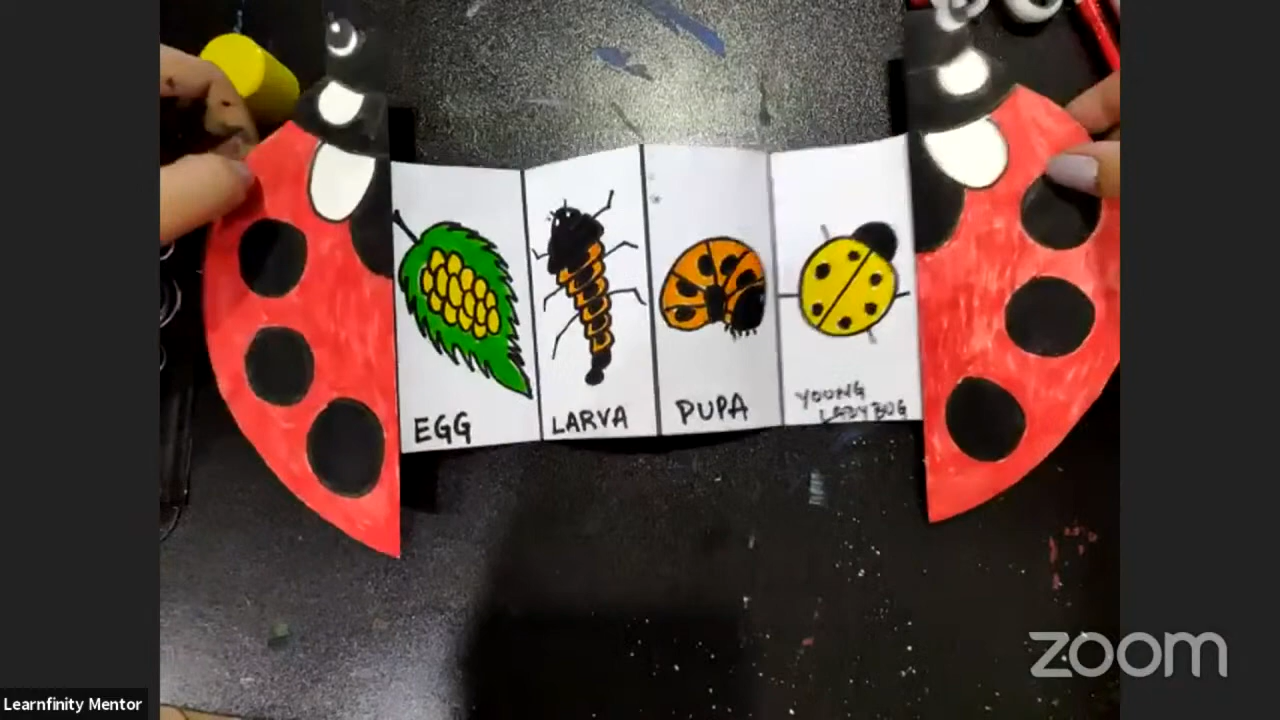 EGG
LARVA
PUPA
YOUNG
LADYBUG
zoom
Learnfinity Mentor